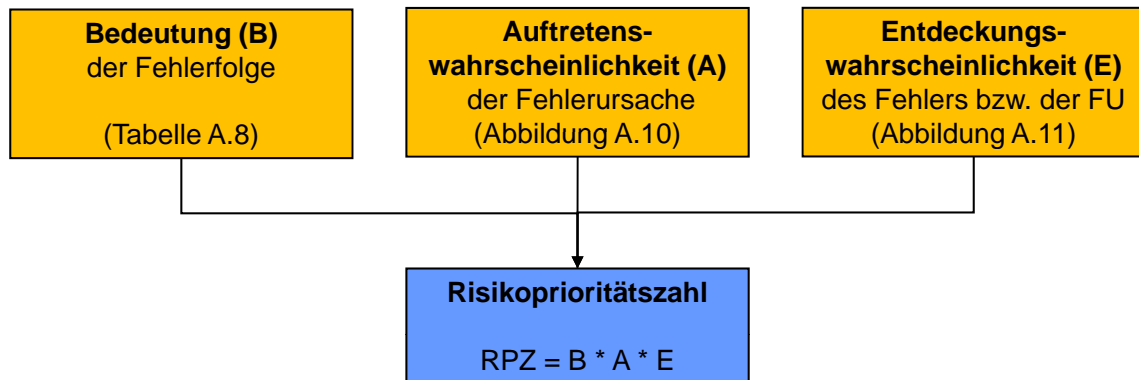 Bedeutung (B)
der Fehlerfolge
(Tabelle A.8)
Auftretens-
wahrscheinlichkeit (A)
der Fehlerursache
(Abbildung A.10)
Entdeckungs-
wahrscheinlichkeit (E)
des Fehlers bzw. der FU
(Abbildung A.11)
Risikoprioritätszahl
RPZ = B * A * E